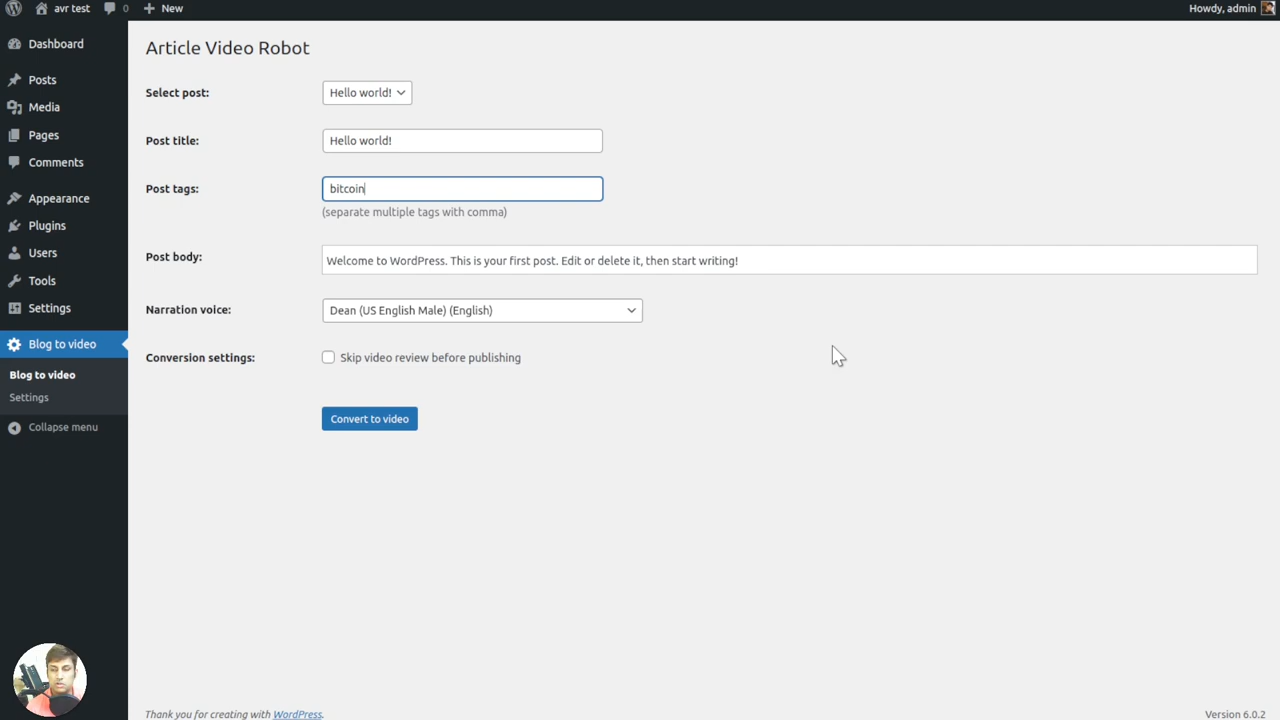 avr test
0
New
Howdy, admin
Dashboard
Posts
Media
Pages
Comments
Appearance
Plugins
Users
Tools
Settings
Blog to video
Blog to video
Settings
Collapse menu
Article Video Robot
Select post:
Hello world!
Post title:
Hello world!
Post tags:
bitcoin
(separate multiple tags with comma)
Post body:
Welcome to WordPress. This is your first post. Edit or delete it, then start writing!
Narration voice:
Dean (US English Male) (English)
Conversion settings:
Skip video review before publishing
Convert to video
Thank you for creating with WordPress.
Version 6.0.2